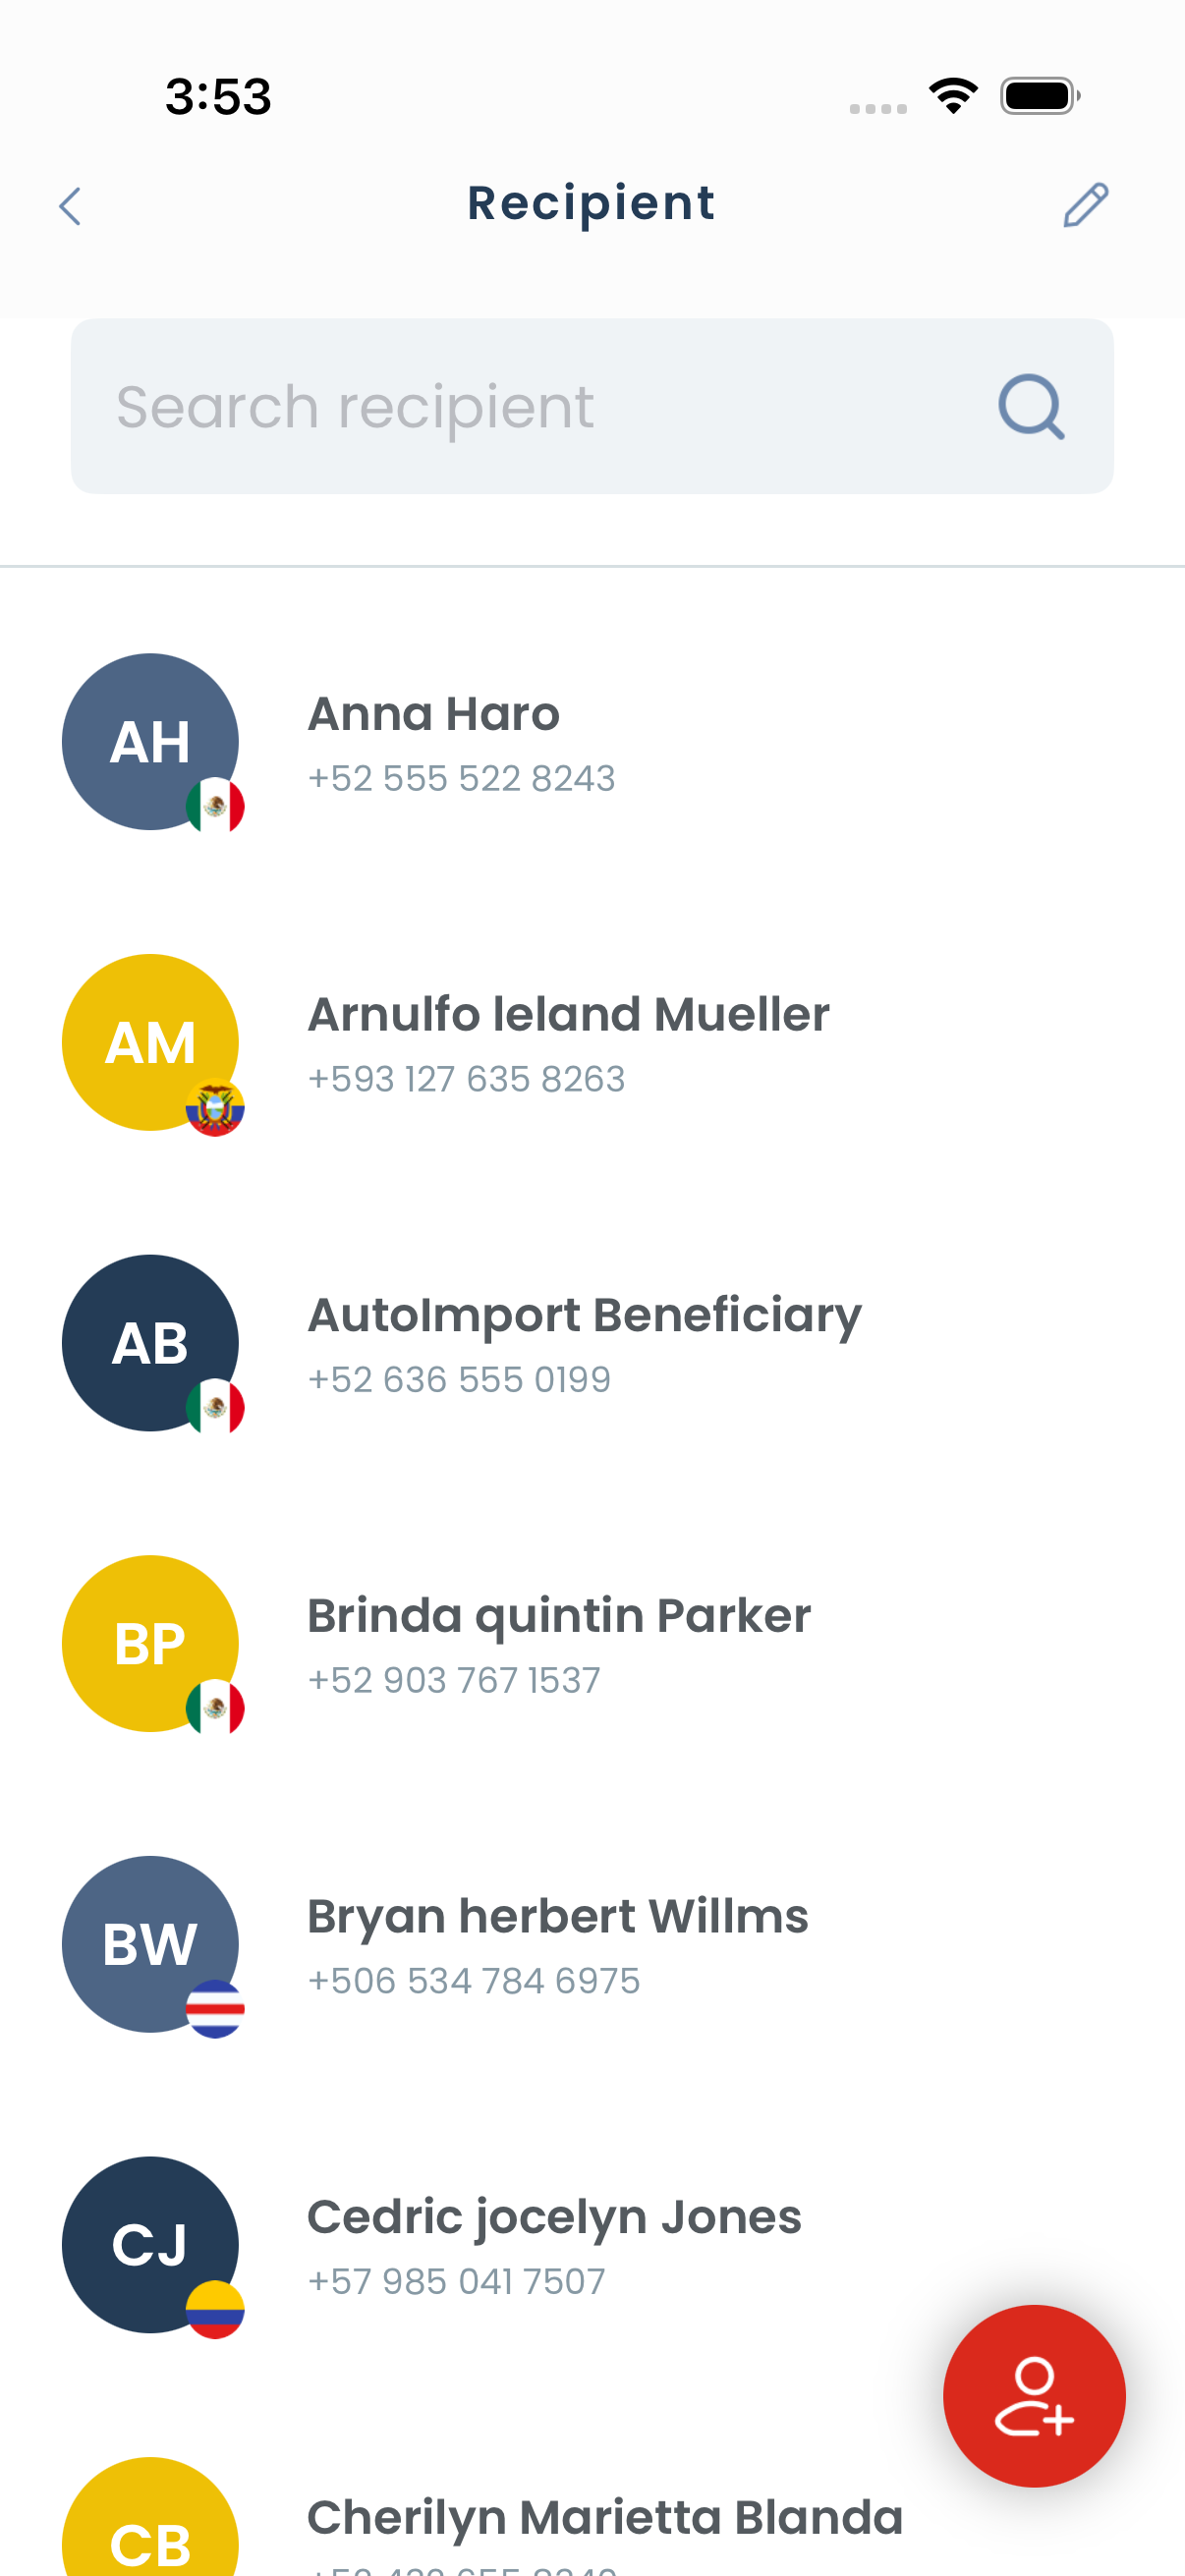 3:53
Recipient
Search recipient
AH
Anna Haro
+52 555 522 8243
AM
Arnulfo leland Mueller
+593 127 635 8263
AB
AutoImport Beneficiary
+52 636 555 0199
BP
Brinda quintin Parker
+52 903 767 1537
BW
Bryan herbert Willms
+506 534 784 6975
CJ
Cedric jocelyn Jones
+57 985 041 7507
CB
Cherilyn Marietta Blanda